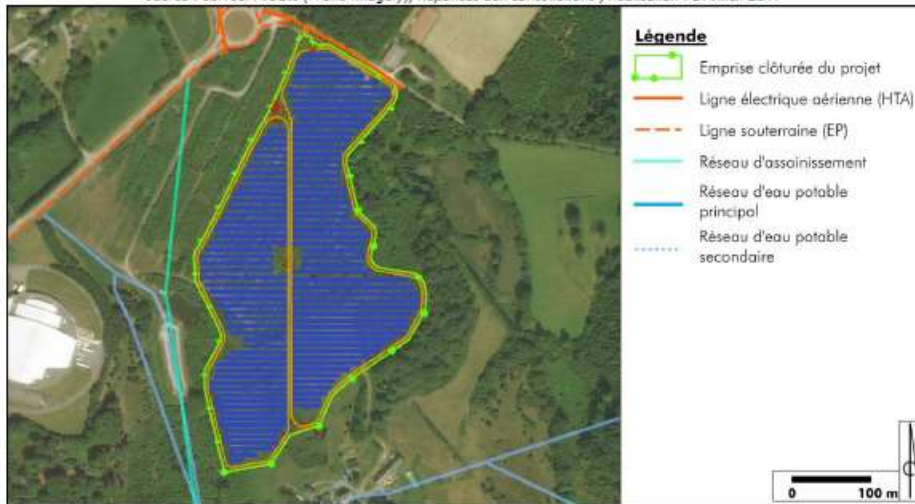 Légende
Emprise clôturée du projet
Ligne électrique aérienne (HTA)
Ligne souterraine (EP)
Réseau d'assainissement
Réseau d'eau potable
principal
Réseau d'eau potable
secondaire
100 m